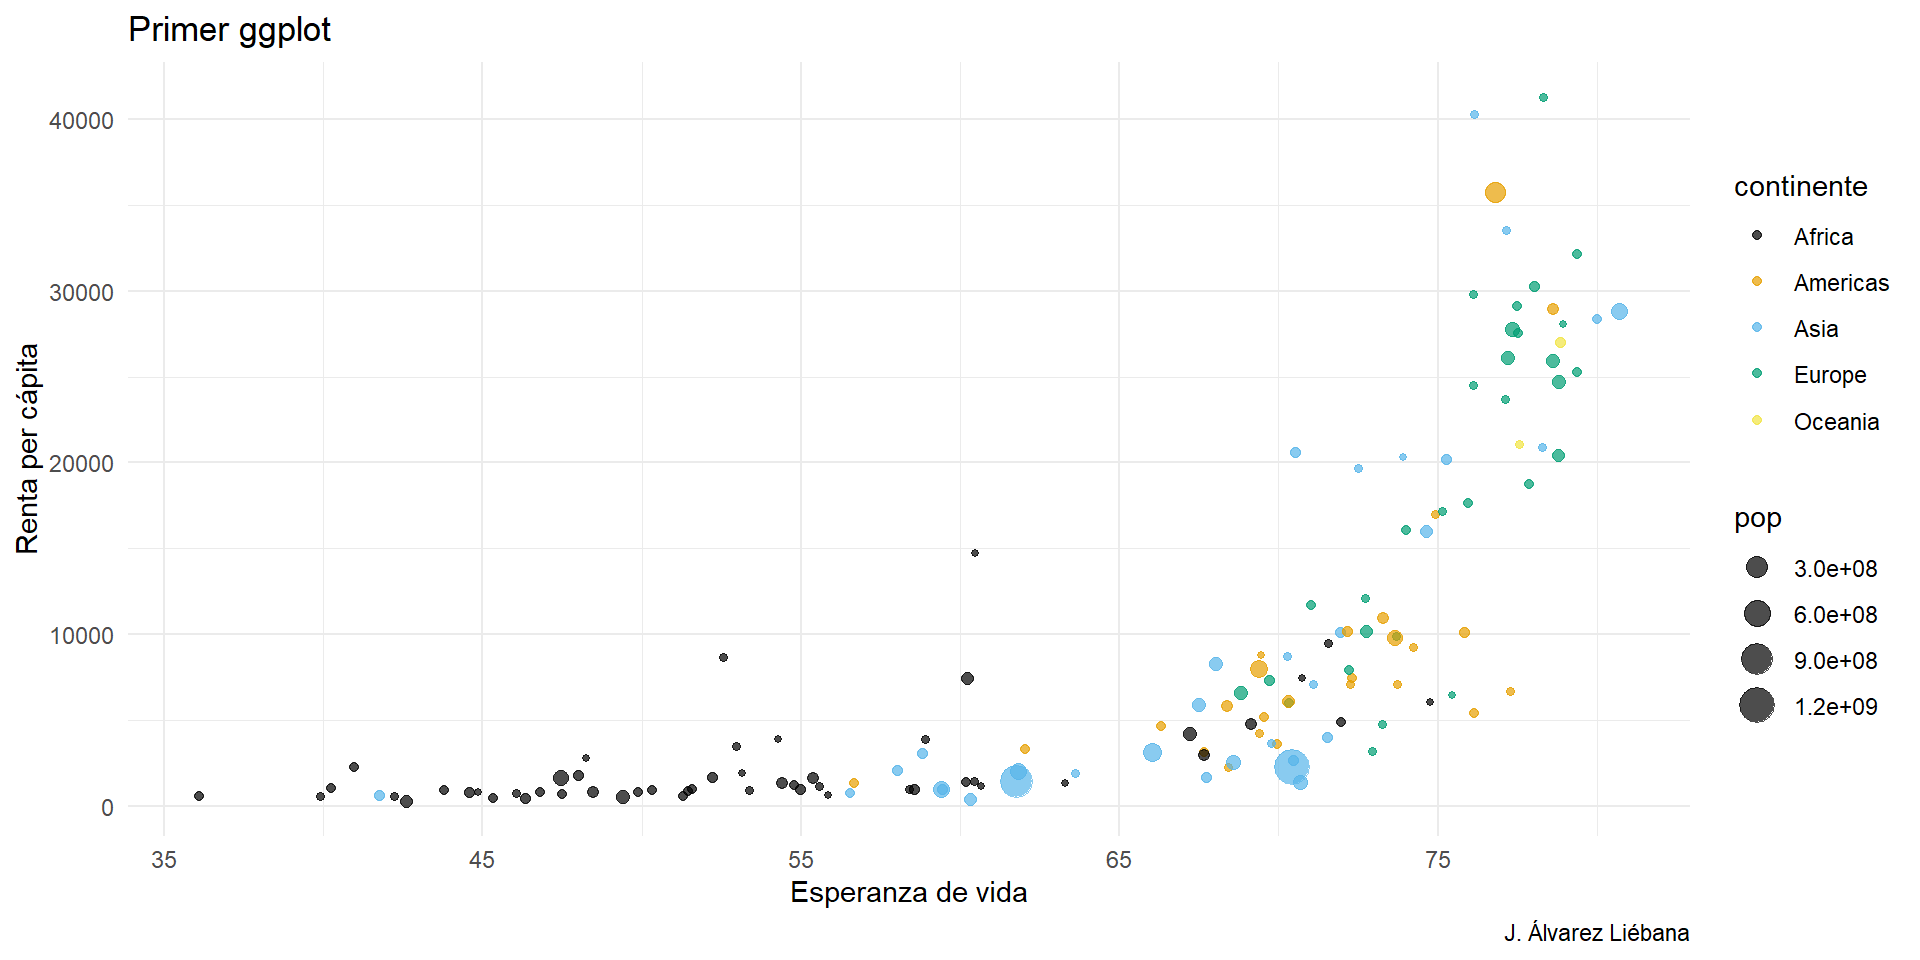 Primer ggplot
40000
30000
20000
10000
0
Renta per cápita
35 45 55 65 75
Esperanza de vida
continente
Africa
Americas
Asia
Europe
Oceania
pop
3.0e+08
6.0e+08
9.0e+08
1.2e+09
J. Álvarez Liébana